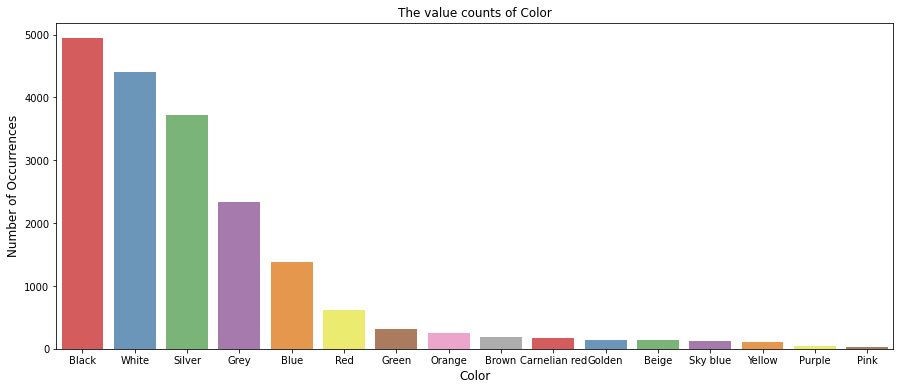 The value counts of Color
Number of Occurrences
5000
4000
3000
2000
1000
0
Black White Silver Grey Blue Red Green Orange Brown Carnelian red Golden Beige Sky blue Yellow Purple Pink
Color